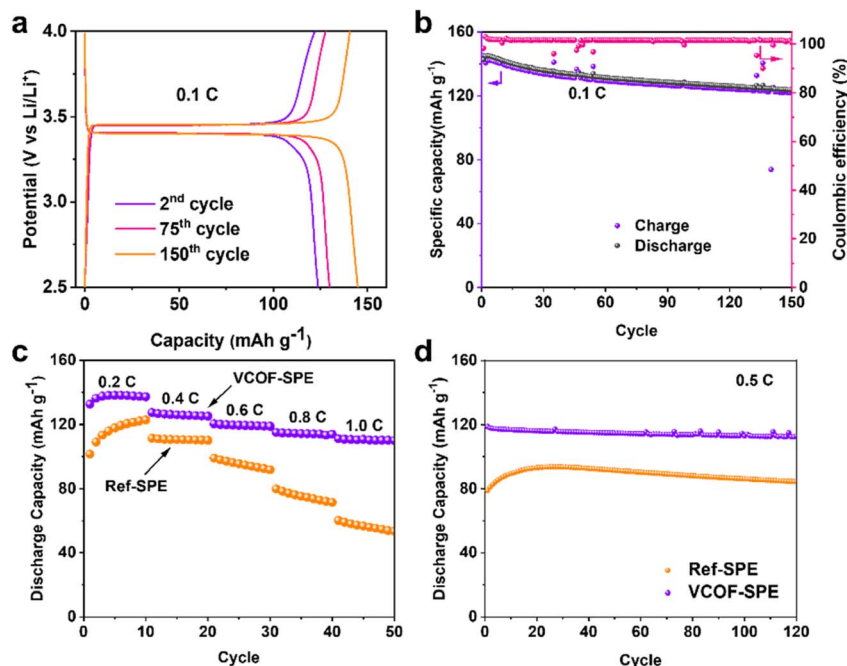 a
4.0
3.5
3.0
2.5
Potential (V vs Li/Li⁺)
0.1 C
2nd cycle
75th cycle
150th cycle
0 50 100 150
Capacity (mAh g-1)
b
160
120
80
40
0
Specific capacity(mAh g-1)
0.1 C
Charge
Discharge
100
80
60
40
20
0
Coulombic efficiency (%)
0 35 70 105 133 150
Cycle
c
160
120
80
40
0
Discharge Capacity (mAh g-1)
0.2 C
VCOF-SPE
0.4 C
0.6 C
0.8 C
1.0 C
Ref-SPE
0 10 20 30 40 50
Cycle
d
160
120
80
40
0
Discharge Capacity (mAh g-1)
0.5 C
Ref-SPE
VCOF-SPE
0 20 40 60 80 100 120
Cycle